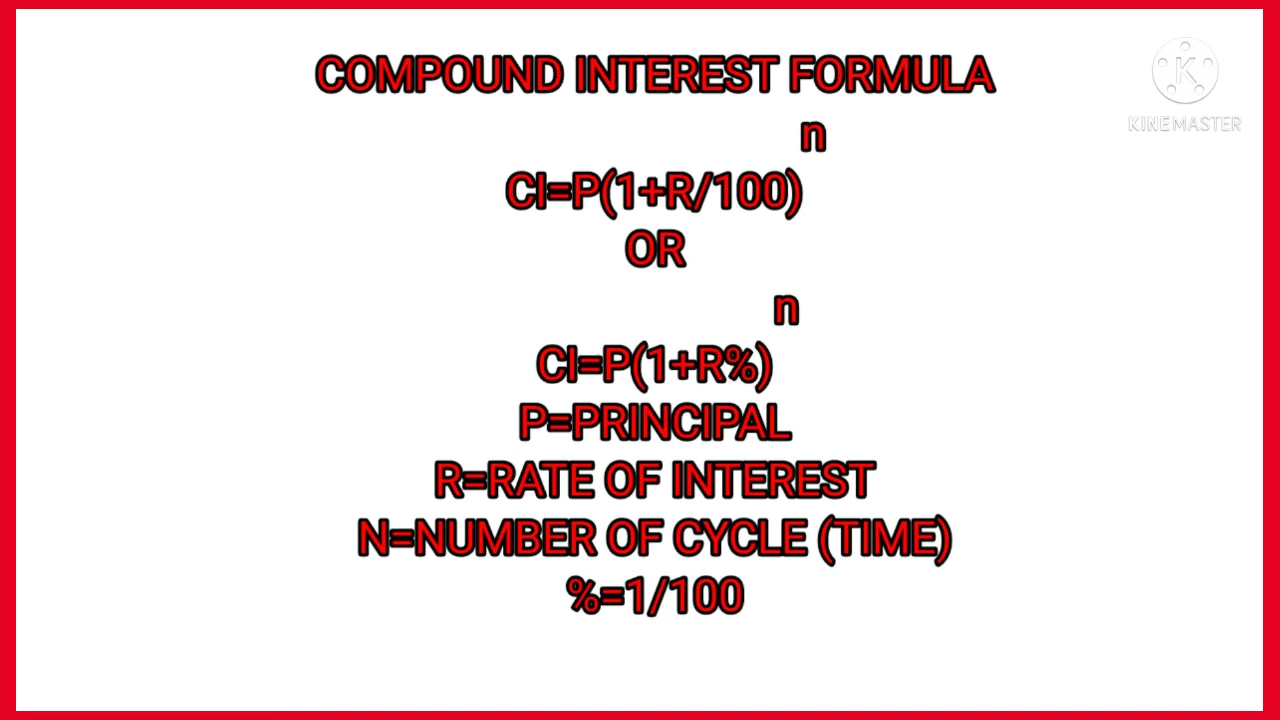 COMPOUND INTEREST FORMULA
n
CI=P(1+R/100)
OR
n
CI=P(1+R%)
P=PRINCIPAL
R=RATE OF INTEREST
N=NUMBER OF CYCLE (TIME)
%=1/100
K
KINEMASTER